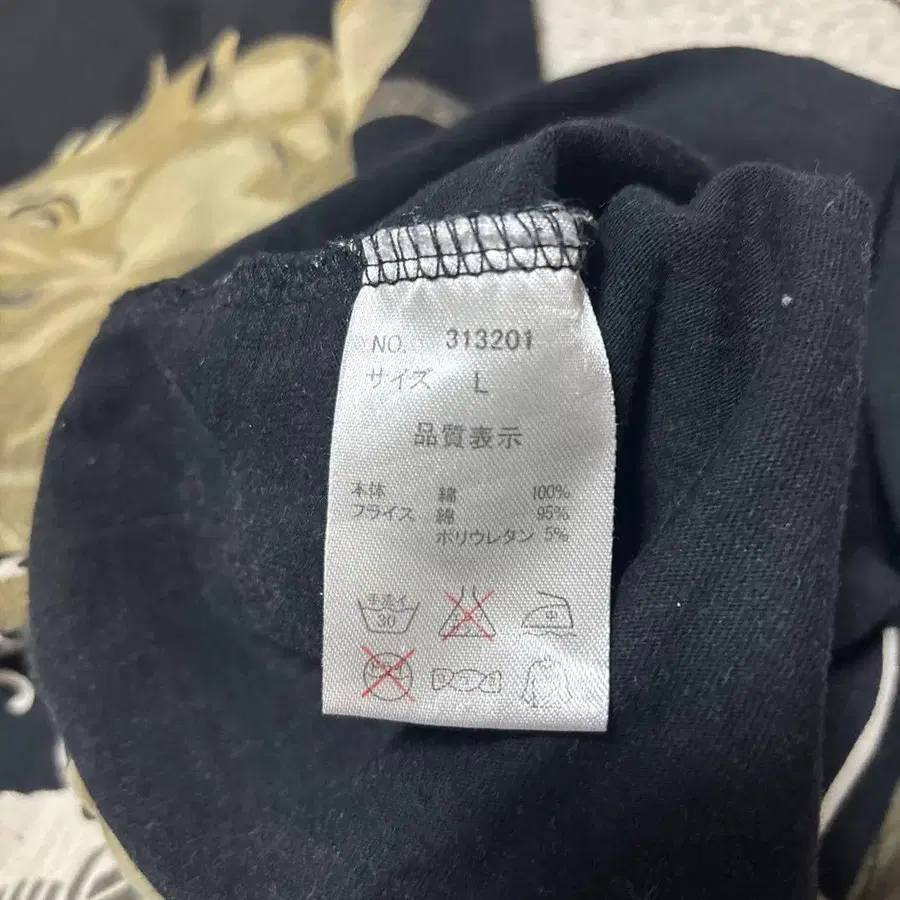 NO. 313201
サイズ L
品質表示
本体 綿 100%
フライス 綿 95%
ポリウレタン 5%
30
中